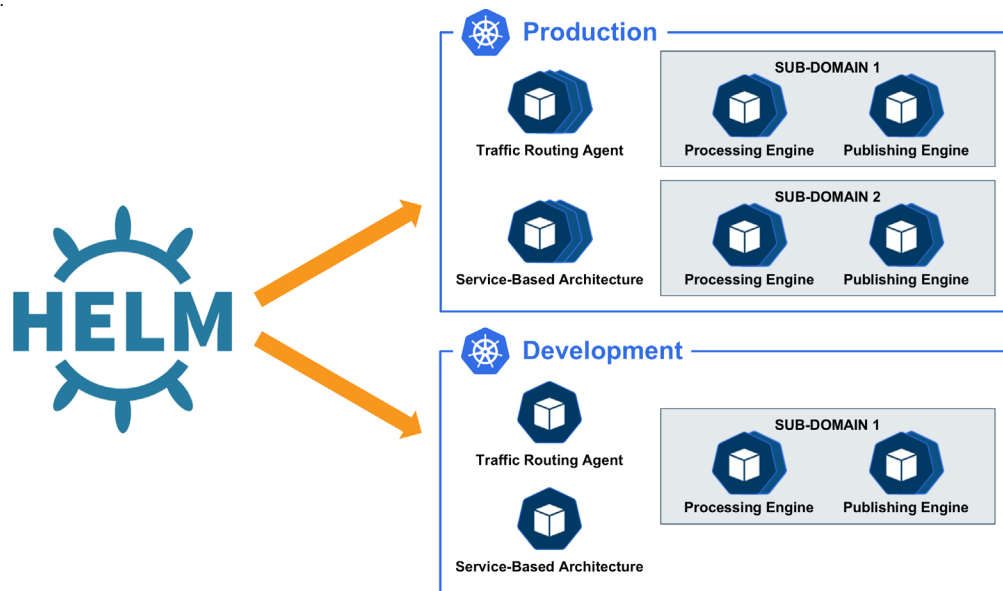 .
Production
SUB-DOMAIN 1
Traffic Routing Agent
Processing Engine
Publishing Engine
SUB-DOMAIN 2
Service-Based Architecture
Processing Engine
Publishing Engine
HELM
Development
Traffic Routing Agent
SUB-DOMAIN 1
Processing Engine
Publishing Engine
Service-Based Architecture